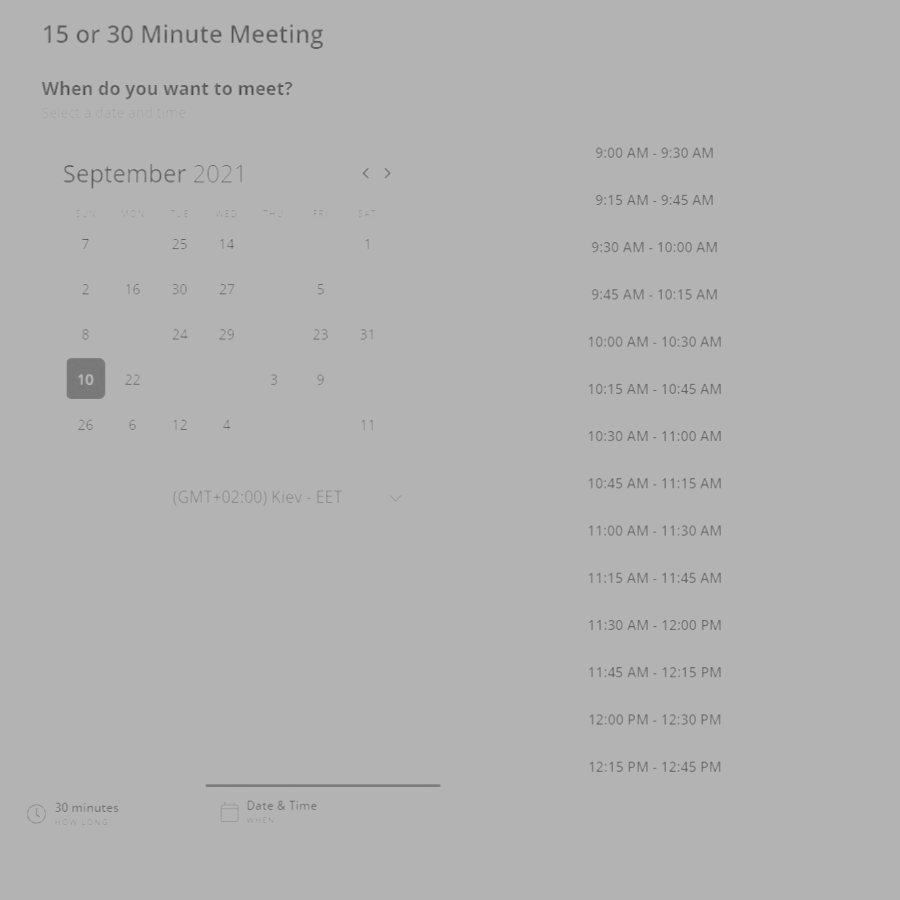 15 or 30 Minute Meeting
When do you want to meet?
Select a date and time
September 2021
SUN MON TUE WED THU FRI SAT
7 25 14 1
2 16 30 27 5
8 24 29 23 31
10 22 3 9
26 6 12 4 11
(GMT+02:00) Kiev - EET
9:00 AM - 9:30 AM
9:15 AM - 9:45 AM
9:30 AM - 10:00 AM
9:45 AM - 10:15 AM
10:00 AM - 10:30 AM
10:15 AM - 10:45 AM
10:30 AM - 11:00 AM
10:45 AM - 11:15 AM
11:00 AM - 11:30 AM
11:15 AM - 11:45 AM
11:30 AM - 12:00 PM
11:45 AM - 12:15 PM
12:00 PM - 12:30 PM
12:15 PM - 12:45 PM
30 minutes
HOW LONG
Date & Time
WHEN